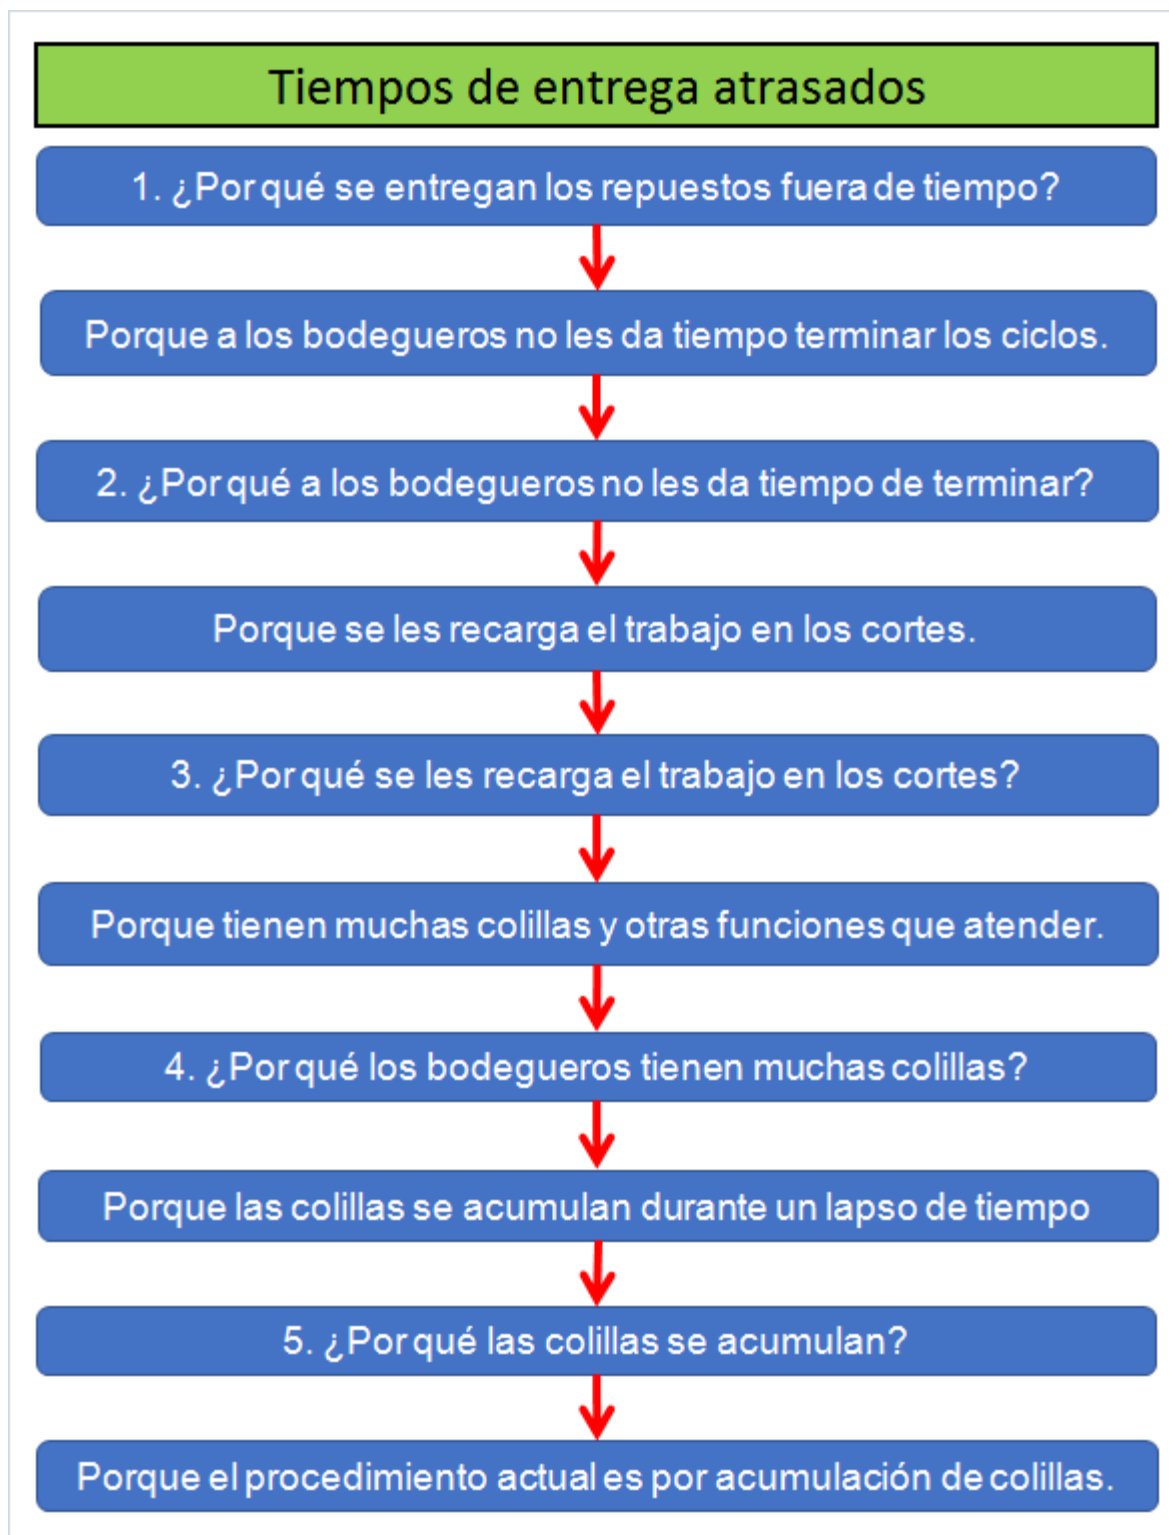 Tiempos de entrega atrasados
1. ¿Por qué se entregan los repuestos fuera de tiempo?
Porque a los bodegueros no les da tiempo terminar los ciclos.
2. ¿Por qué a los bodegueros no les da tiempo de terminar?
Porque se les recarga el trabajo en los cortes.
3. ¿Por qué se les recarga el trabajo en los cortes?
Porque tienen muchas colillas y otras funciones que atender.
4. ¿Por qué los bodegueros tienen muchas colillas?
Porque las colillas se acumulan durante un lapso de tiempo
5. ¿Por qué las colillas se acumulan?
Porque el procedimiento actual es por acumulación de colillas.